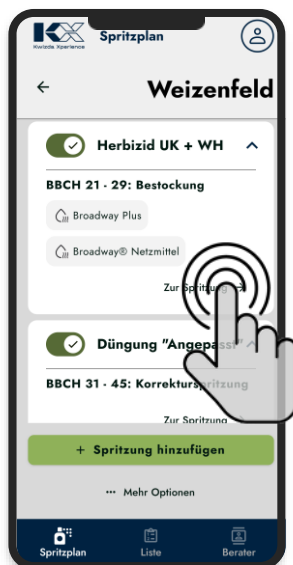 KX
Kwizda Xperience
Spritzplan
Weizenfeld
Herbizid UK + WH
BBCH 21 - 29: Bestockung
Broadway Plus
Broadway® Netzmittel
Zur Spritzung
Düngung "Angepasst"
BBCH 31 - 45: Korrekturspritzung
Zur Spritzung
+ Spritzung hinzufügen
··· Mehr Optionen
Spritzplan
Liste
Berater